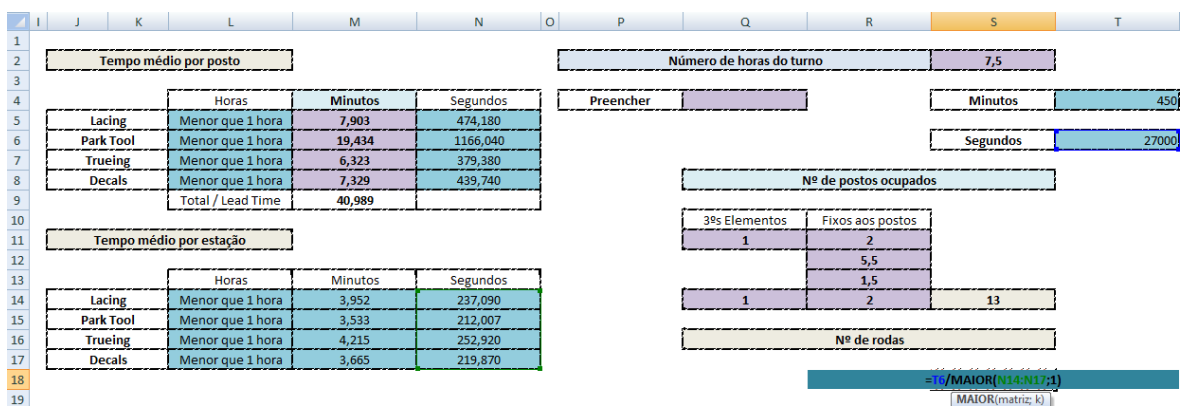 I J K L M N O P Q R S T
1
2 Tempo médio por posto Número de horas do turno 7,5
3
4 Horas Minutos Segundos Preencher Minutos 450
5 Lacing Menor que 1 hora 7,903 474,180
6 Park Tool Menor que 1 hora 19,434 1166,040 Segundos 27000
7 Trueing Menor que 1 hora 6,323 379,380
8 Decals Menor que 1 hora 7,329 439,740 Nº de postos ocupados
9 Total / Lead Time 40,989
10 3ºs Elementos Fixos aos postos
11 Tempo médio por estação 1 2
12 5,5
13 Horas Minutos Segundos 1,5
14 Lacing Menor que 1 hora 3,952 237,090 1 2 13
15 Park Tool Menor que 1 hora 3,533 212,007
16 Trueing Menor que 1 hora 4,215 252,920 Nº de rodas
17 Decals Menor que 1 hora 3,665 219,870
18 =T6/MAIOR(N14:N17;1)
19 MAIOR(matriz; k)